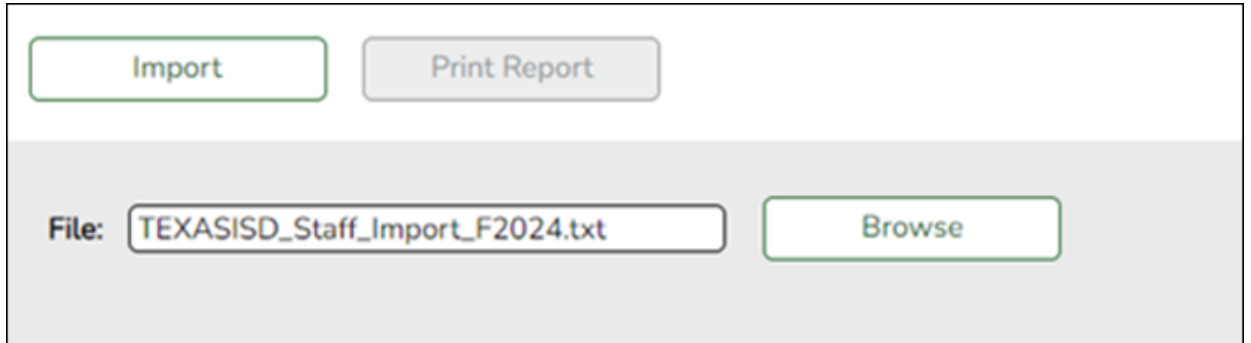 Import Print Report
File: TEXASISD_Staff_Import_F2024.txt Browse